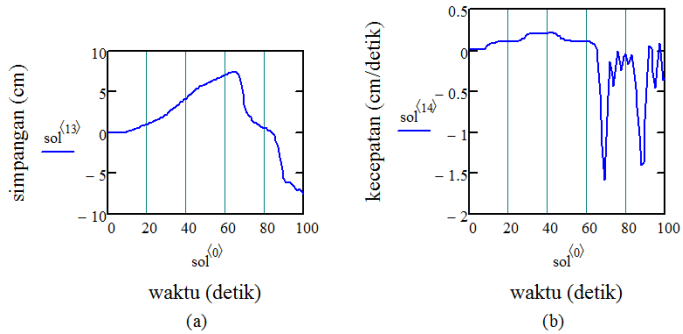 simpangan (cm)
sol⟨13⟩
10
5
0
− 5
− 10
0 20 40 60 80 100
sol⟨0⟩
waktu (detik)
(a)
kecepatan (cm/detik)
sol⟨14⟩
0.5
0
− 0.5
− 1
− 1.5
− 2
0 20 40 60 80 100
sol⟨0⟩
waktu (detik)
(b)